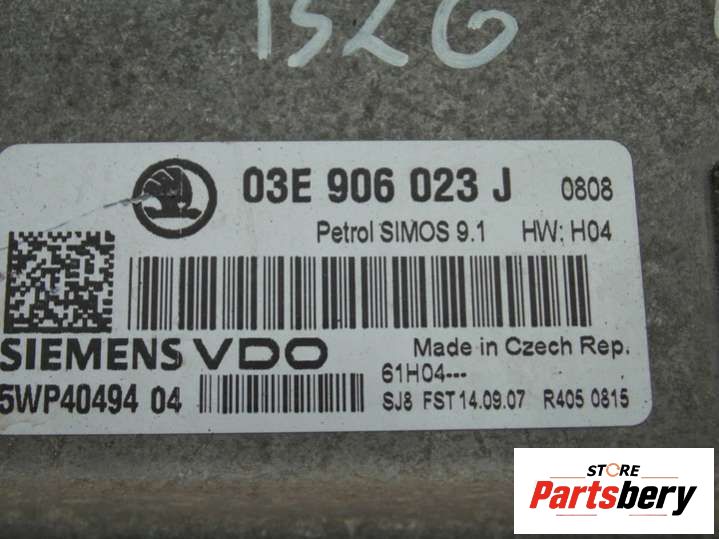 1526
03E 906 023 J 0808
Petrol SIMOS 9.1 HW: H04
SIEMENS VDO
Made in Czech Rep.
5WP40494 04
61H04---
SJ8 FST 14.09.07 R405 0815
STORE
Partsbery